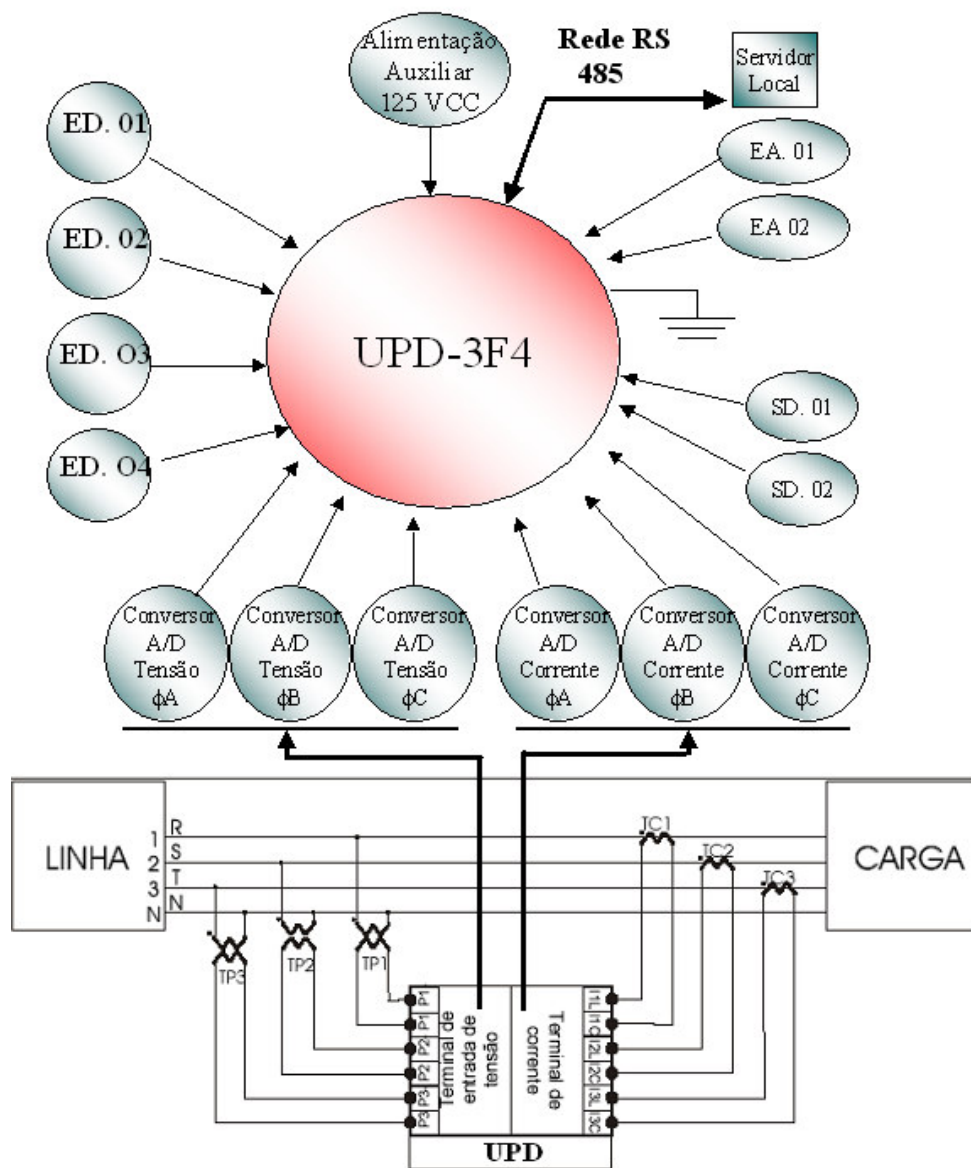 Alimentação
Auxiliar
125 VCC
Rede RS
485
Servidor
Local
ED. 01
ED. 02
ED. O3
ED. O4
EA. 01
EA 02
UPD-3F4
SD. 01
SD. 02
Conversor
A/D
Tensão
ϕA
Conversor
A/D
Tensão
ϕB
Conversor
A/D
Tensão
ϕC
Conversor
A/D
Corrente
ϕA
Conversor
A/D
Corrente
ϕB
Conversor
A/D
Corrente
ϕC
LINHA
1 R
2 S
3 T
N N
TC1
TC2
TC3
CARGA
TP3
TP2
TP1
P1
P1
P2
P2
P3
P3
Terminal de
entrada de
tensão
Terminal de
corrente
I1L
I1C
I2L
I2C
I3L
I3C
UPD